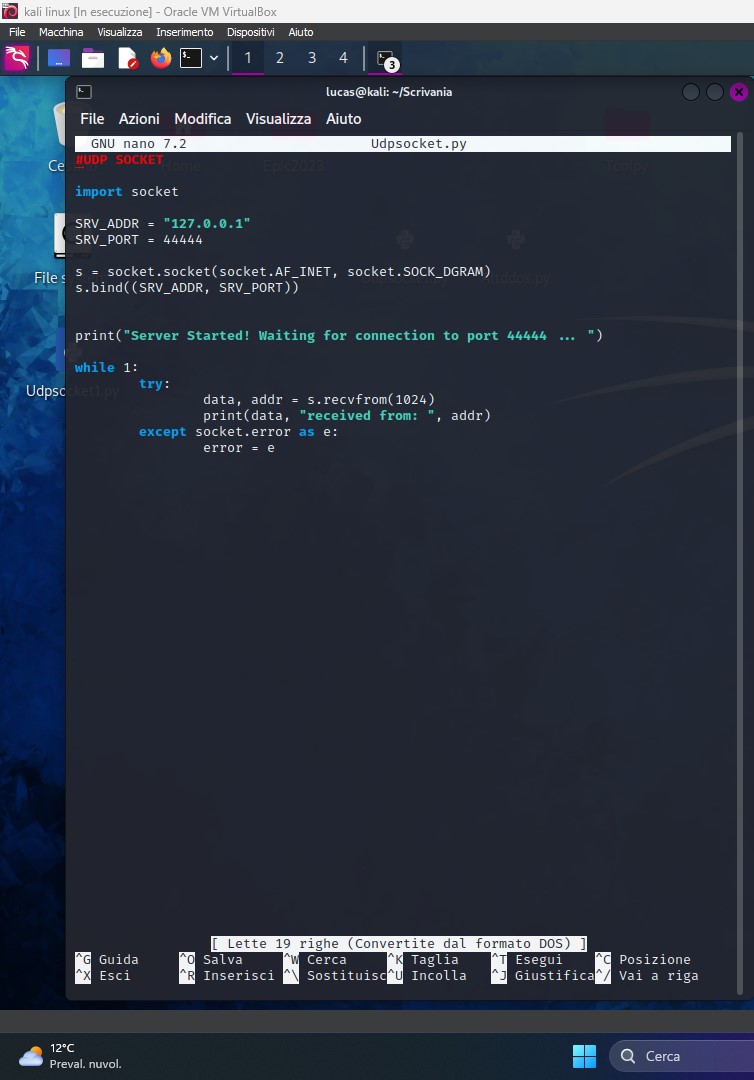 kali linux [In esecuzione] - Oracle VM VirtualBox
File Macchina Visualizza Inserimento Dispositivi Aiuto
1 2 3 4 3
lucas@kali: ~/Scrivania
File Azioni Modifica Visualizza Aiuto
GNU nano 7.2 Udpsocket.py
#UDP SOCKET
Home
Epic2023
import socket
SRV_ADDR = "127.0.0.1"
SRV_PORT = 44444
s = socket.socket(socket.AF_INET, socket.SOCK_DGRAM)
File s
s.bind((SRV_ADDR, SRV_PORT))
print("Server Started! Waiting for connection to port 44444 ... ")
while 1:
try:
data, addr = s.recvfrom(1024)
print(data, "received from: ", addr)
except socket.error as e:
error = e
[ Lette 19 righe (Convertite dal formato DOS) ]
^G Guida ^O Salva ^W Cerca ^K Taglia ^T Esegui ^C Posizione
^X Esci ^R Inserisci ^\ Sostituisc ^U Incolla ^J Giustifica ^/ Vai a riga
12°C
Preval. nuvol.
Cerca